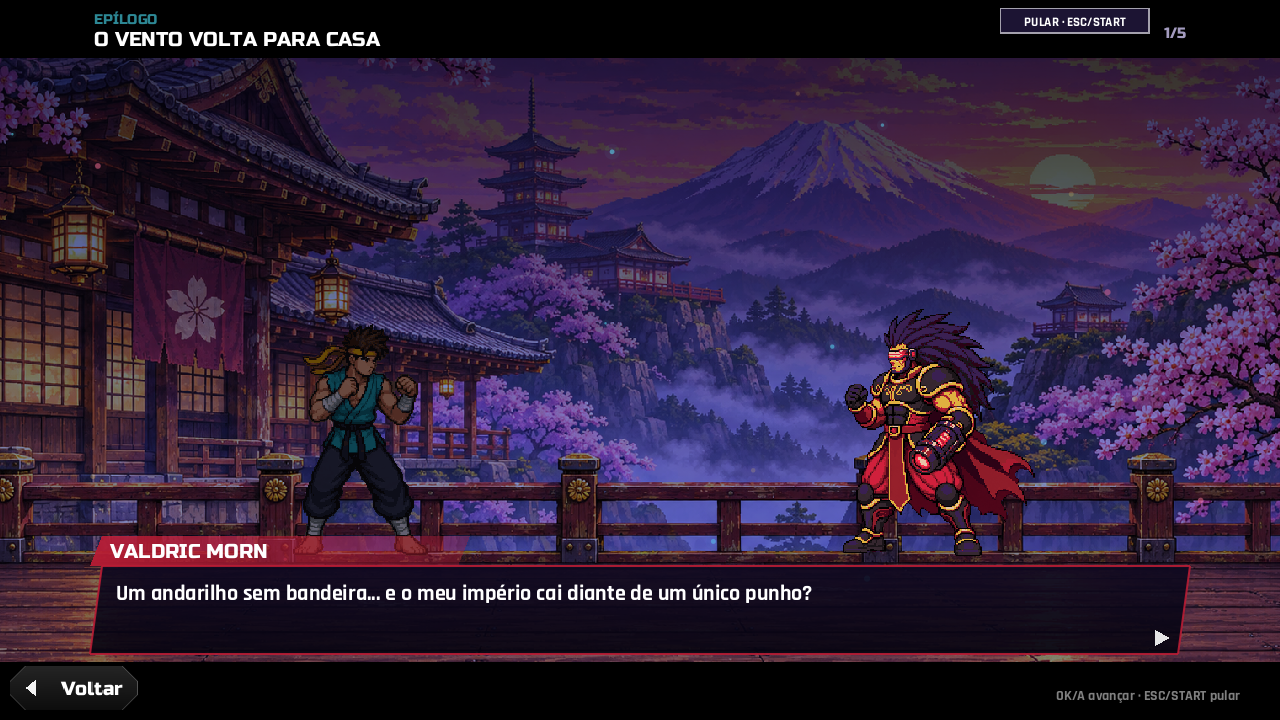 EPÍLOGO
O VENTO VOLTA PARA CASA
PULAR · ESC/START
1/5
VALDRIC MORN
Um andarilho sem bandeira... e o meu império cai diante de um único punho?
Voltar
OK/A avançar · ESC/START pular